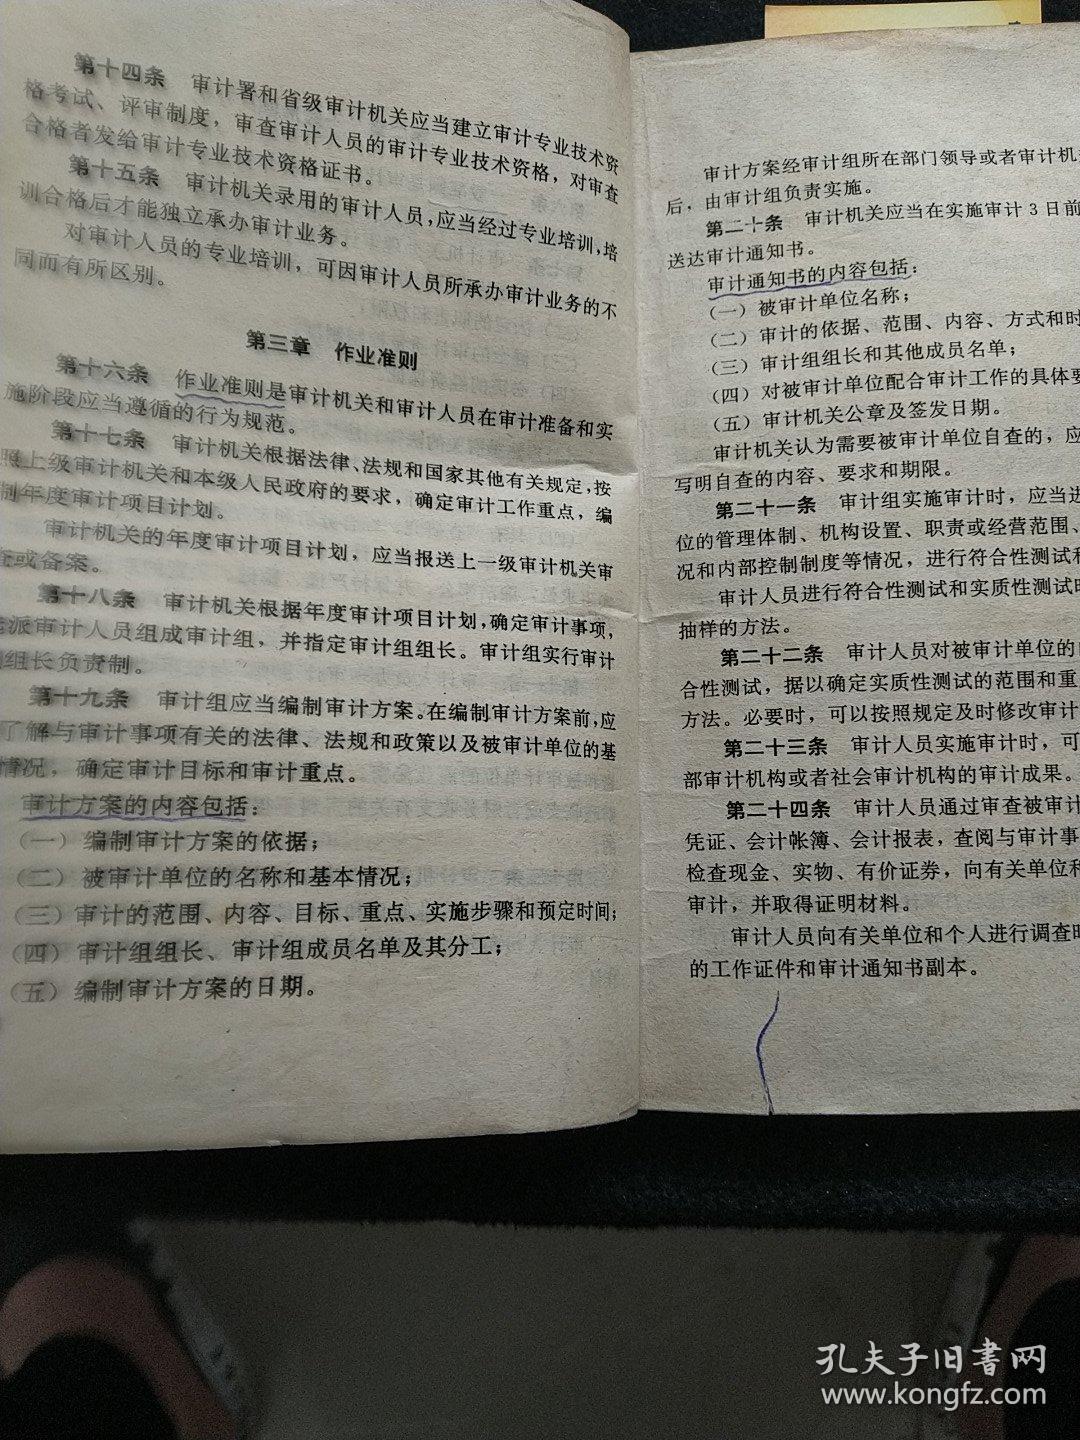 第十四条 审计署和省级审计机关应当建立审计专业技术资
格考试、评审制度，审查审计人员的审计专业技术资格，对审查
合格者发给审计专业技术资格证书。
第十五条 审计机关录用的审计人员，应当经过专业培训，培
训合格后才能独立承办审计业务。
对审计人员的专业培训，可因审计人员所承办审计业务的不
同而有所区别。
第三章 作业准则
第十六条 作业准则是审计机关和审计人员在审计准备和实
施阶段应当遵循的行为规范。
第十七条 审计机关根据法律、法规和国家其他有关规定，按
照上级审计机关和本级人民政府的要求，确定审计工作重点，编
制年度审计项目计划。
审计机关的年度审计项目计划，应当报送上一级审计机关审
查或备案。
第十八条 审计机关根据年度审计项目计划，确定审计事项，
派审计人员组成审计组，并指定审计组组长。审计组实行审计
组长负责制。
第十九条 审计组应当编制审计方案。在编制审计方案前，应
了解与审计事项有关的法律、法规和政策以及被审计单位的基
情况，确定审计目标和审计重点。
审计方案的内容包括：
（一）编制审计方案的依据；
（二）被审计单位的名称和基本情况；
（三）审计的范围、内容、目标、重点、实施步骤和预定时间；
（四）审计组组长、审计组成员名单及其分工；
（五）编制审计方案的日期。
审计方案经审计组所在部门领导或者审计机
后，由审计组负责实施。
第二十条 审计机关应当在实施审计3日前
送达审计通知书。
审计通知书的内容包括：
（一）被审计单位名称；
（二）审计的依据、范围、内容、方式和时
（三）审计组组长和其他成员名单；
（四）对被审计单位配合审计工作的具体要
（五）审计机关公章及签发日期。
审计机关认为需要被审计单位自查的，应
写明自查的内容、要求和期限。
第二十一条 审计组实施审计时，应当进
位的管理体制、机构设置、职责或经营范围、
况和内部控制制度等情况，进行符合性测试和
审计人员进行符合性测试和实质性测试时
抽样的方法。
第二十二条 审计人员对被审计单位的
合性测试，据以确定实质性测试的范围和重
方法。必要时，可以按照规定及时修改审计
第二十三条 审计人员实施审计时，可
部审计机构或者社会审计机构的审计成果。
第二十四条 审计人员通过审查被审计
凭证、会计帐簿、会计报表，查阅与审计事
检查现金、实物、有价证券，向有关单位和
审计，并取得证明材料。
审计人员向有关单位和个人进行调查时
的工作证件和审计通知书副本。
孔夫子旧書网
www.kongfz.com